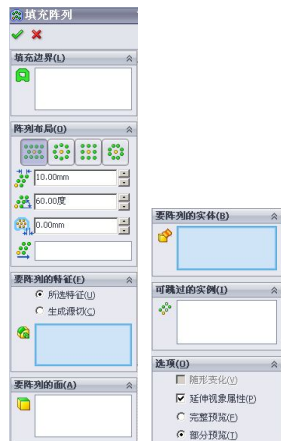 填充阵列
填充边界(L)
阵列布局(O)
10.00mm
60.00度
0.00mm
要阵列的特征(F)
所选特征(U)
生成源切(C)
要阵列的面(A)
要阵列的实体(B)
可跳过的实例(I)
选项(O)
随形变化(V)
延伸视象属性(P)
完整预览(F)
部分预览(T)